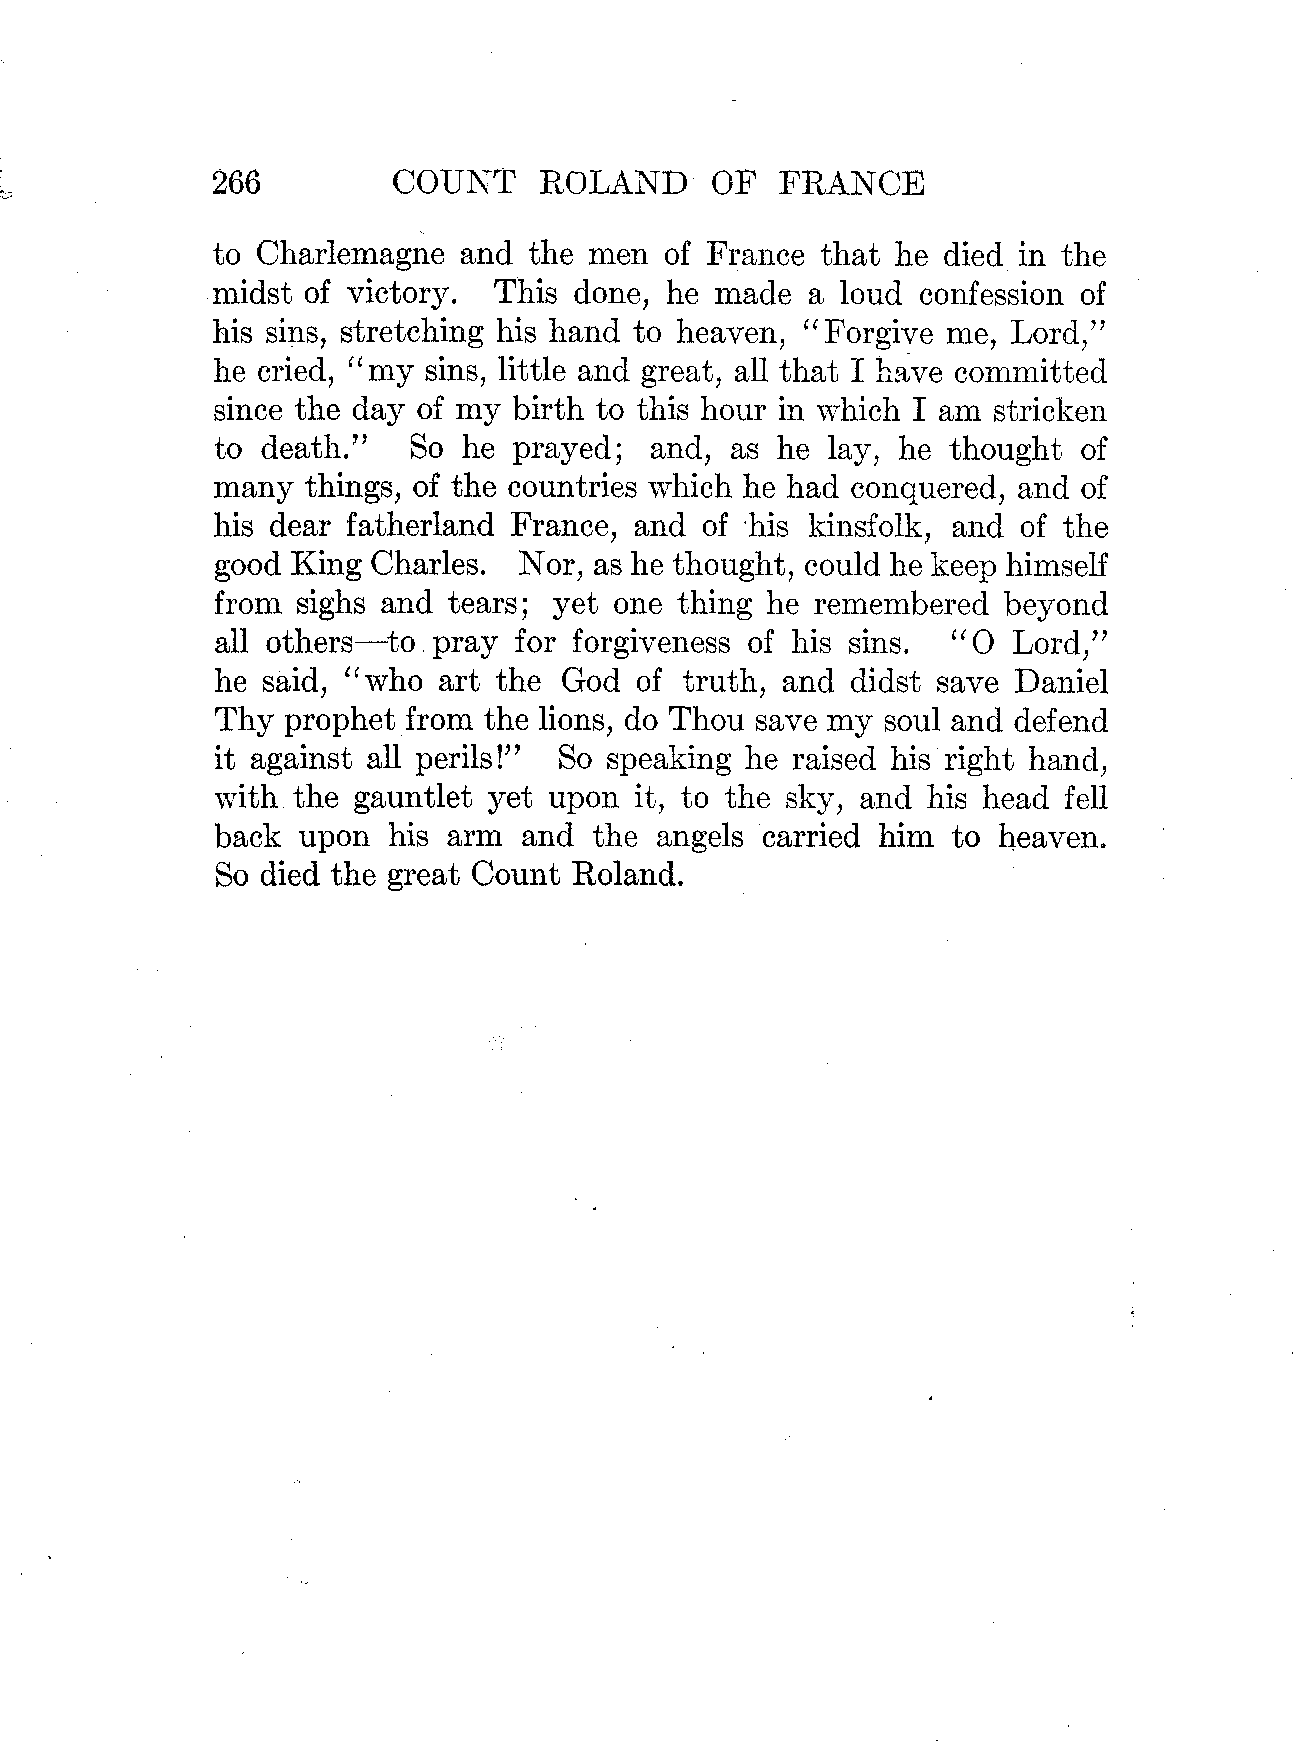 266 COUNT ROLAND OF FRANCE
to Charlemagne and the men of France that he died in the
midst of victory. This done, he made a loud confession of
his sins, stretching his hand to heaven, "Forgive me, Lord,"
he cried, "my sins, little and great, all that I have committed
since the day of my birth to this hour in which I am stricken
to death." So he prayed; and, as he lay, he thought of
many things, of the countries which he had conquered, and of
his dear fatherland France, and of his kinsfolk, and of the
good King Charles. Nor, as he thought, could he keep himself
from sighs and tears; yet one thing he remembered beyond
all others—to pray for forgiveness of his sins. "O Lord,"
he said, "who art the God of truth, and didst save Daniel
Thy prophet from the lions, do Thou save my soul and defend
it against all perils!" So speaking he raised his right hand,
with the gauntlet yet upon it, to the sky, and his head fell
back upon his arm and the angels carried him to heaven.
So died the great Count Roland.